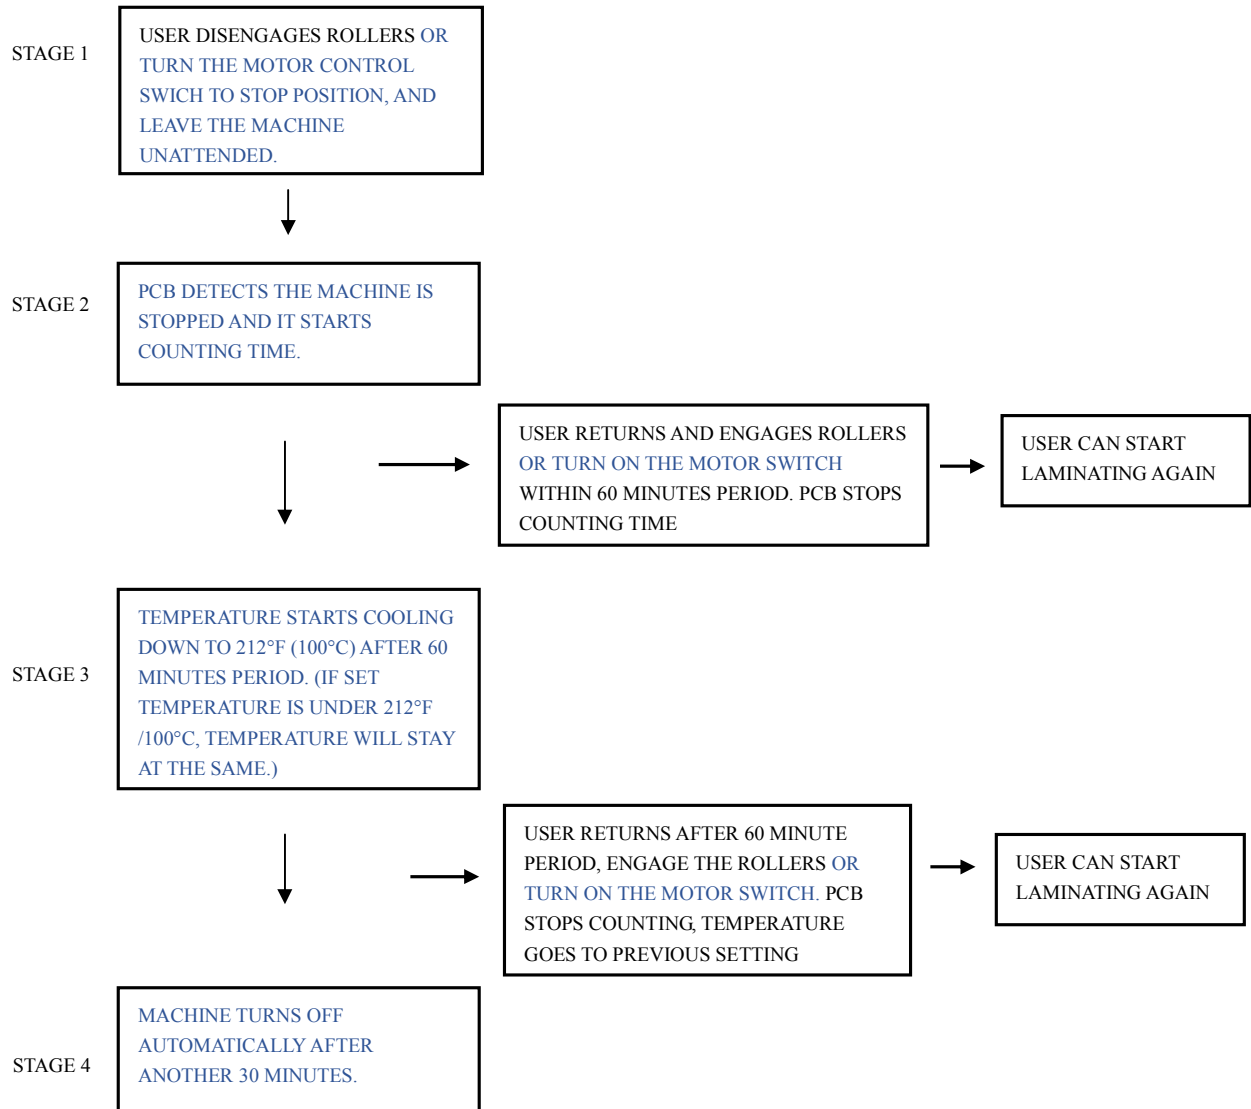 STAGE 1
USER DISENGAGES ROLLERS OR
TURN THE MOTOR CONTROL
SWICH TO STOP POSITION, AND
LEAVE THE MACHINE
UNATTENDED.
STAGE 2
PCB DETECTS THE MACHINE IS
STOPPED AND IT STARTS
COUNTING TIME.
USER RETURNS AND ENGAGES ROLLERS
OR TURN ON THE MOTOR SWITCH
WITHIN 60 MINUTES PERIOD. PCB STOPS
COUNTING TIME
USER CAN START
LAMINATING AGAIN
STAGE 3
TEMPERATURE STARTS COOLING
DOWN TO 212°F (100°C) AFTER 60
MINUTES PERIOD. (IF SET
TEMPERATURE IS UNDER 212°F
/100°C, TEMPERATURE WILL STAY
AT THE SAME.)
USER RETURNS AFTER 60 MINUTE
PERIOD, ENGAGE THE ROLLERS OR
TURN ON THE MOTOR SWITCH. PCB
STOPS COUNTING, TEMPERATURE
GOES TO PREVIOUS SETTING
USER CAN START
LAMINATING AGAIN
STAGE 4
MACHINE TURNS OFF
AUTOMATICALLY AFTER
ANOTHER 30 MINUTES.